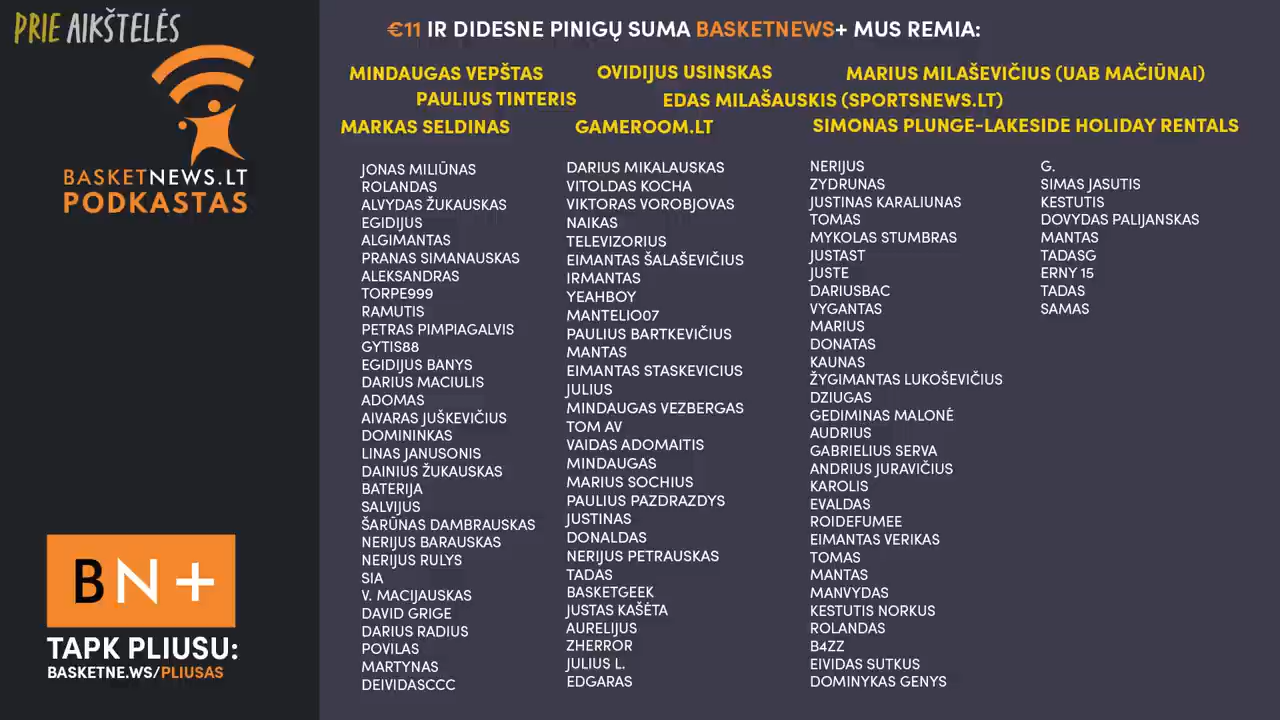 PRIE AIKŠTELĖS
BASKETNEWS.LT
PODKASTAS
BN+
TAPK PLIUSU:
BASKETNE.WS/PLIUSAS
€11 IR DIDESNE PINIGŲ SUMA BASKETNEWS+ MUS REMIA:
MINDAUGAS VEPŠTAS
OVIDIJUS USINSKAS
MARIUS MILAŠEVIČIUS (UAB MAČIŪNAI)
PAULIUS TINTERIS
EDAS MILAŠAUSKIS (SPORTSNEWS.LT)
MARKAS SELDINAS
GAMEROOM.LT
SIMONAS PLUNGE-LAKESIDE HOLIDAY RENTALS
JONAS MILIŪNAS
ROLANDAS
ALVYDAS ŽUKAUSKAS
EGIDIJUS
ALGIMANTAS
PRANAS SIMANAUSKAS
ALEKSANDRAS
TORPE999
RAMUTIS
PETRAS PIMPIAGALVIS
GYTIS88
EGIDIJUS BANYS
DARIUS MACIULIS
ADOMAS
AIVARAS JUŠKEVIČIUS
DOMININKAS
LINAS JANUSONIS
DAINIUS ŽUKAUSKAS
BATERIJA
SALVIJUS
ŠARŪNAS DAMBRAUSKAS
NERIJUS BARAUSKAS
NERIJUS RULYS
SIA
V. MACIJAUSKAS
DAVID GRIGE
DARIUS RADIUS
POVILAS
MARTYNAS
DEIVIDASCCC
DARIUS MIKALAUSKAS
VITOLDAS KOCHA
VIKTORAS VOROBJOVAS
NAIKAS
TELEVIZORIUS
EIMANTAS ŠALAŠEVIČIUS
IRMANTAS
YEAHBOY
MANTELIO07
PAULIUS BARTKEVIČIUS
MANTAS
EIMANTAS STASKEVICIUS
JULIUS
MINDAUGAS VEZBERGAS
TOM AV
VAIDAS ADOMAITIS
MINDAUGAS
MARIUS SOCHIUS
PAULIUS PAZDRAZDYS
JUSTINAS
DONALDAS
NERIJUS PETRAUSKAS
TADAS
BASKETGEEK
JUSTAS KAŠĖTA
AURELIJUS
ZHERROR
JULIUS L.
EDGARAS
NERIJUS
ZYDRUNAS
JUSTINAS KARALIUNAS
TOMAS
MYKOLAS STUMBRAS
JUSTAST
JUSTE
DARIUSBAC
VYGANTAS
MARIUS
DONATAS
KAUNAS
ŽYGIMANTAS LUKOŠEVIČIUS
DZIUGAS
GEDIMINAS MALONĖ
AUDRIUS
GABRIELIUS SERVA
ANDRIUS JURAVIČIUS
KAROLIS
EVALDAS
ROIDEFUMEE
EIMANTAS VERIKAS
TOMAS
MANTAS
MANVYDAS
KESTUTIS NORKUS
ROLANDAS
B4ZZ
EIVIDAS SUTKUS
DOMINYKAS GENYS
G.
SIMAS JASUTIS
KESTUTIS
DOVYDAS PALIJANSKAS
MANTAS
TADASG
ERNY 15
TADAS
SAMAS